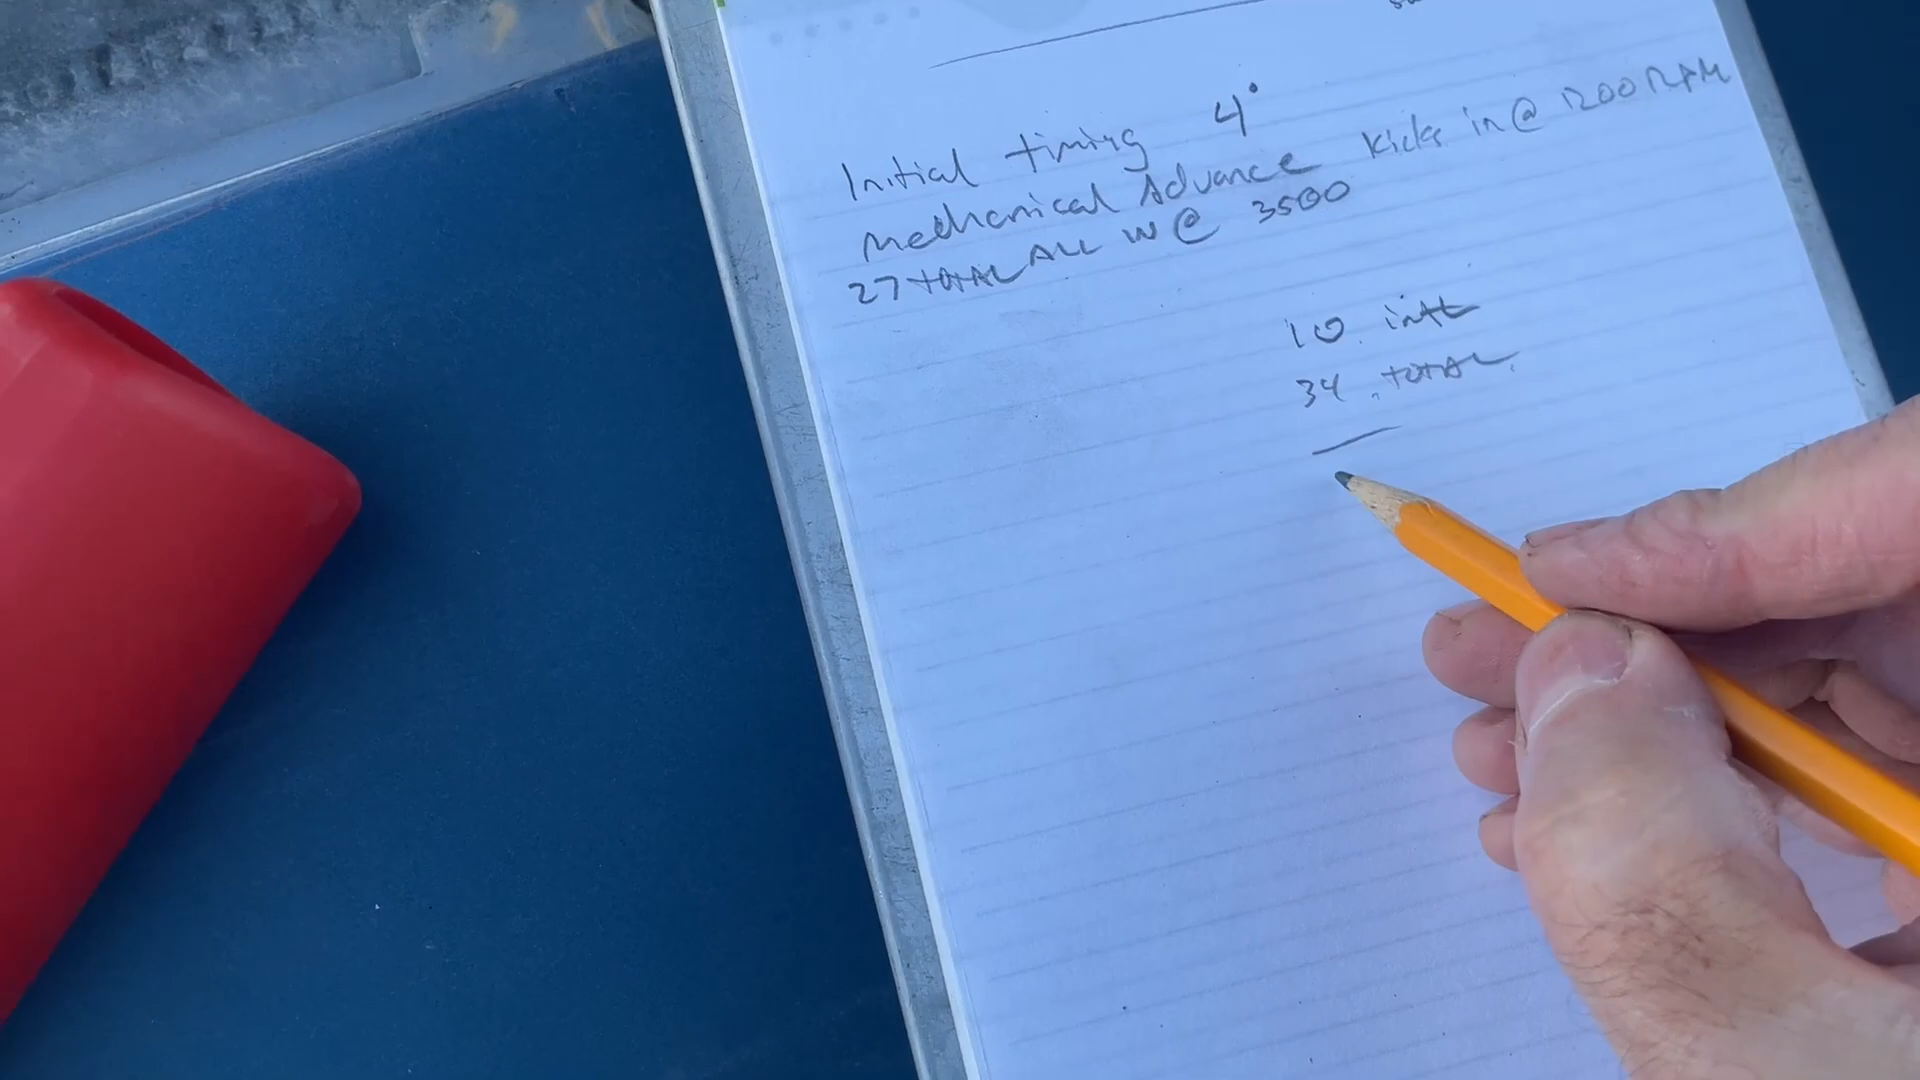 Initial timing 4°
Mechanical Advance Kicks in @ 1200 RPM
27 TOTAL ALL IN @ 3500
10 init
34 TOTAL